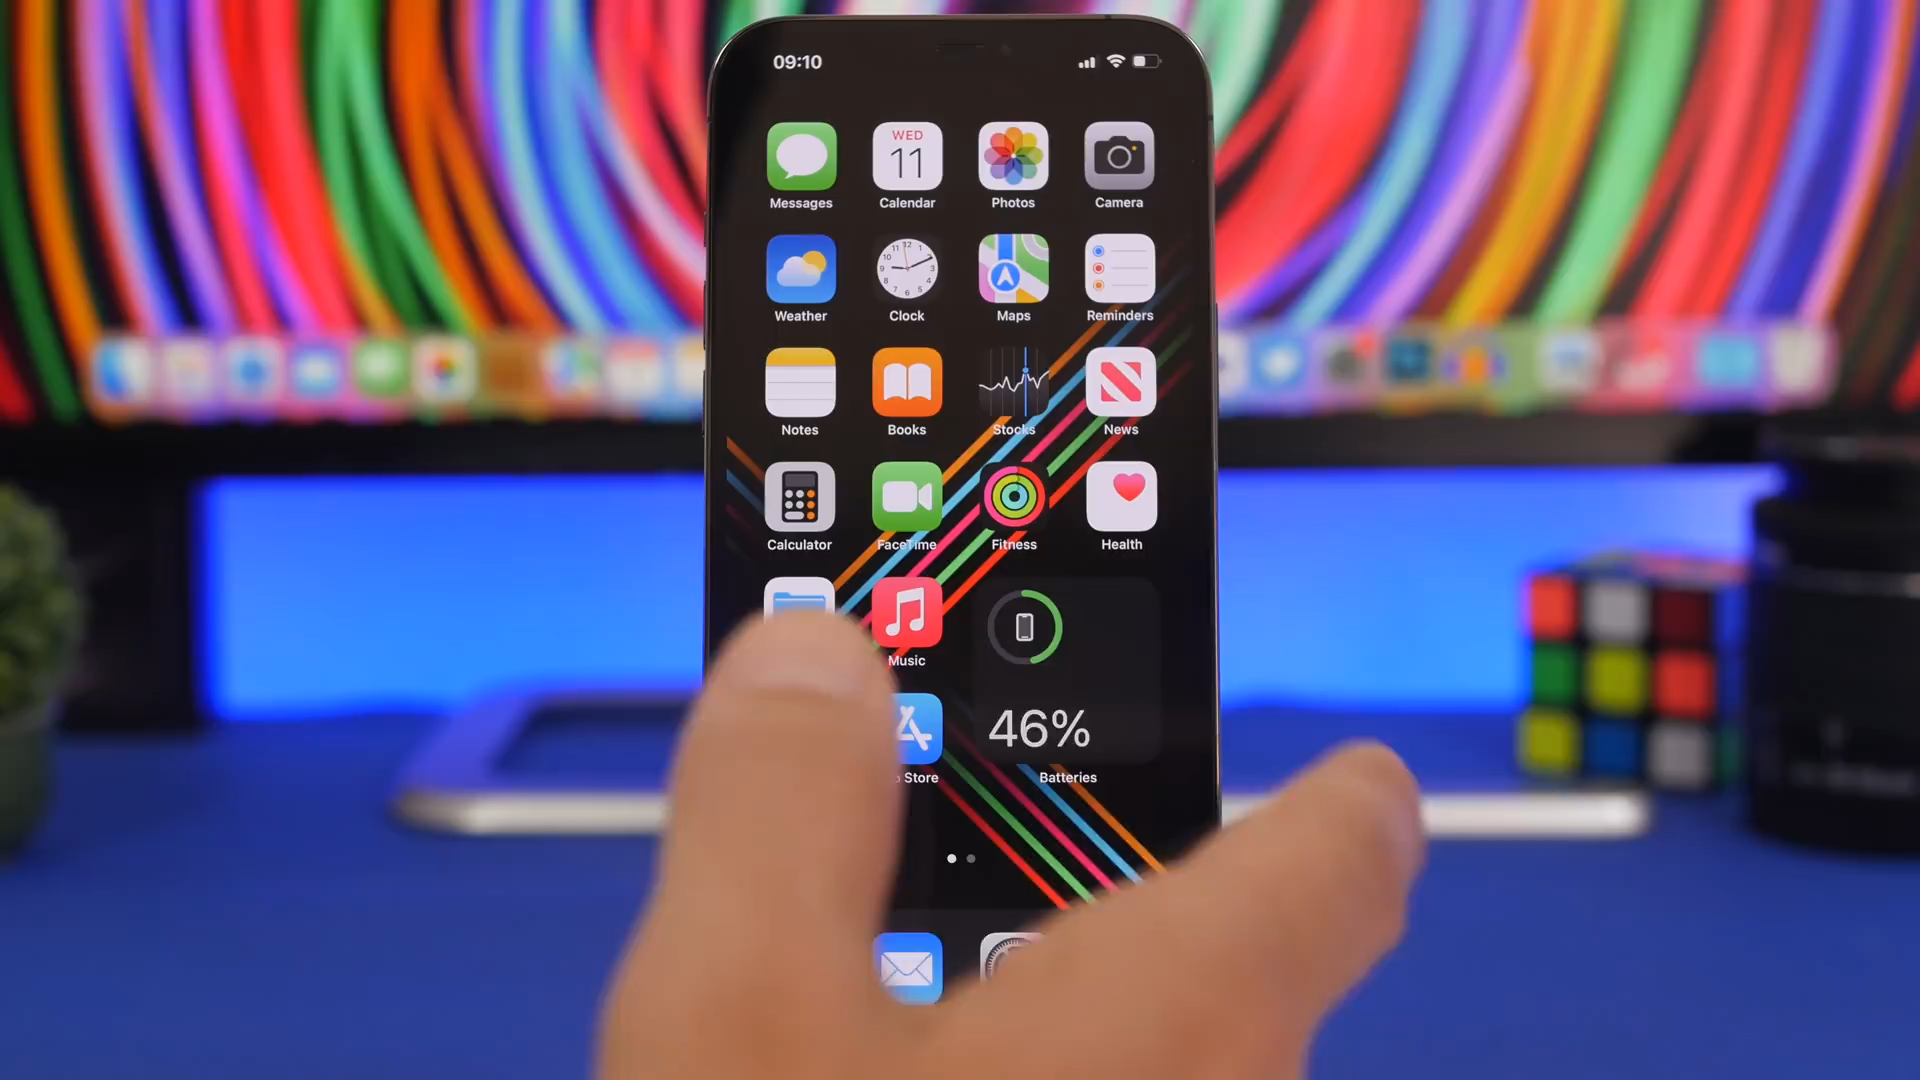 09:10
WED
11
Messages
Calendar
Photos
Camera
Weather
Clock
Maps
Reminders
Notes
Books
Stocks
News
Calculator
FaceTime
Fitness
Health
Music
46%
Store
Batteries